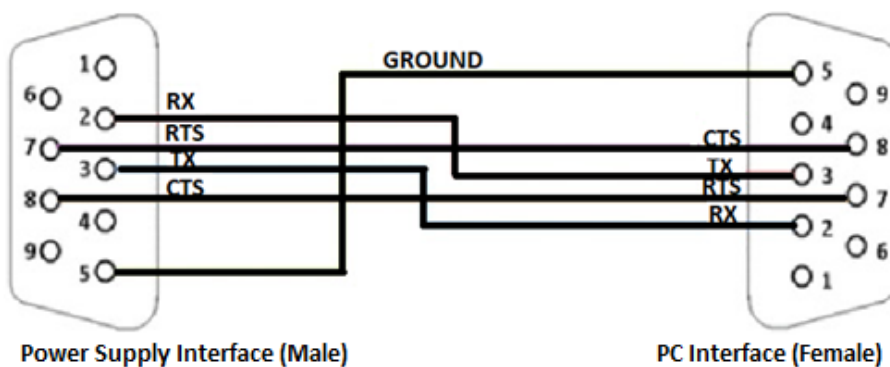 GROUND
1
6
2
7
3
8
4
9
5
RX
RTS
TX
CTS
CTS
TX
RTS
RX
5
9
4
8
3
7
2
6
1
Power Supply Interface (Male)
PC Interface (Female)